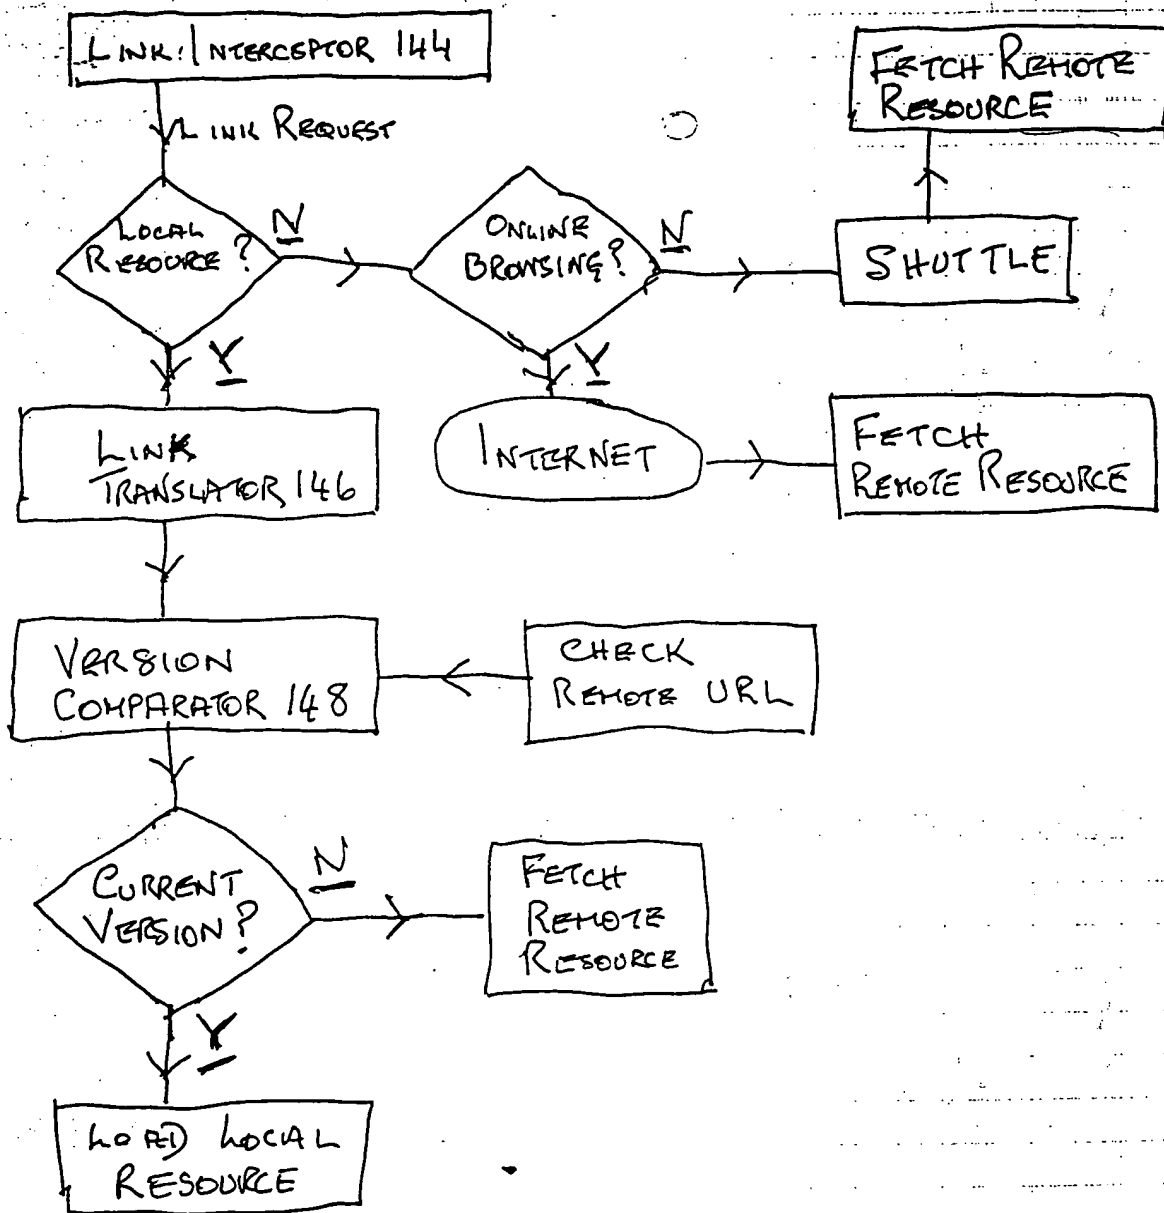 LINK INTERCEPTOR 144
FETCH REMOTE
RESOURCE
LINK REQUEST
LOCAL
RESOURCE?
N
ONLINE
BROWSING?
N
SHUTTLE
Y
Y
LINK
TRANSLATOR 146
INTERNET
FETCH
REMOTE RESOURCE
VERSION
COMPARATOR 148
CHECK
REMOTE URL
CURRENT
VERSION?
N
FETCH
REMOTE
RESOURCE
Y
LOAD LOCAL
RESOURCE